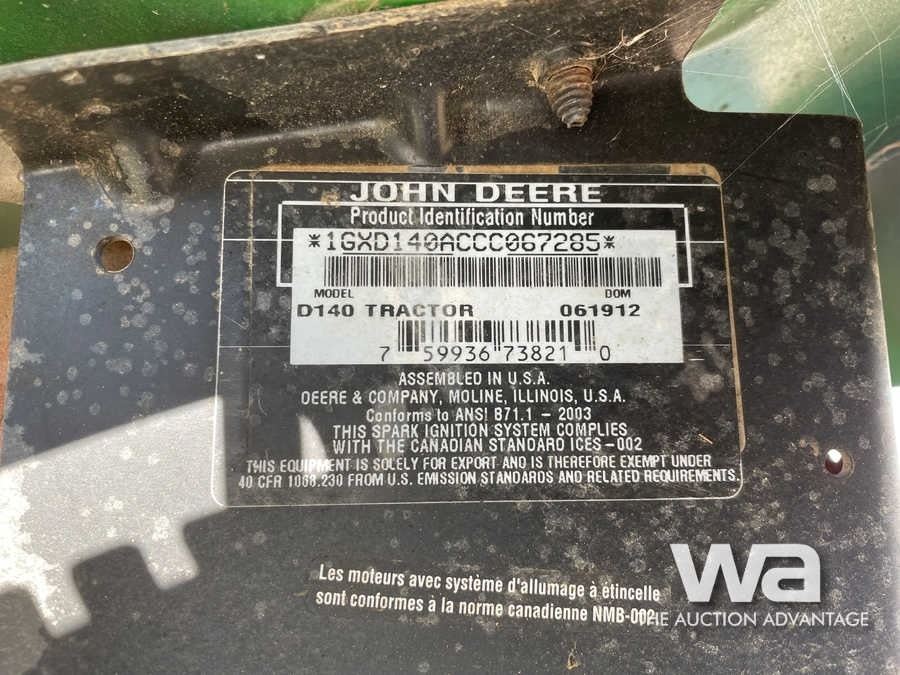 JOHN DEERE
Product Identification Number
*1GXD140ACCC067285*
MODEL DOM
D140 TRACTOR 061912
7 59936 73821 0
ASSEMBLED IN U.S.A.
DEERE & COMPANY, MOLINE, ILLINOIS, U.S.A.
Conforms to ANSI B71.1 – 2003
THIS SPARK IGNITION SYSTEM COMPLIES
WITH THE CANADIAN STANDARD ICES-002
THIS EQUIPMENT IS SOLELY FOR EXPORT AND IS THEREFORE EXEMPT UNDER
40 CFR 1068.230 FROM U.S. EMISSION STANDARDS AND RELATED REQUIREMENTS.
Les moteurs avec système d'allumage à étincelle
sont conformes à la norme canadienne NMB-002
wa
AUCTION ADVANTAGE